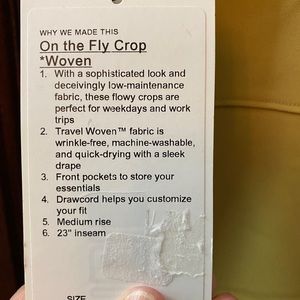 WHY WE MADE THIS
On the Fly Crop
*Woven
1. With a sophisticated look and
deceivingly low-maintenance
fabric, these flowy crops are
perfect for weekdays and work
trips
2. Travel Woven™ fabric is
wrinkle-free, machine-washable,
and quick-drying with a sleek
drape
3. Front pockets to store your
essentials
4. Drawcord helps you customize
your fit
5. Medium rise
6. 23" inseam
SIZE